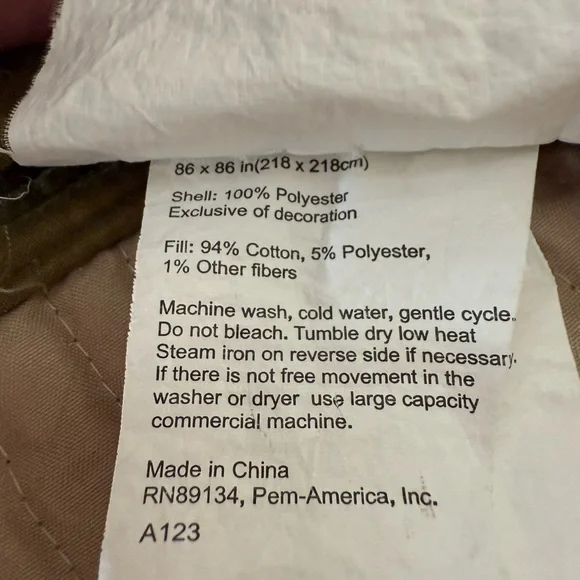 86 x 86 in(218 x 218cm)
Shell: 100% Polyester
Exclusive of decoration
Fill: 94% Cotton, 5% Polyester,
1% Other fibers
Machine wash, cold water, gentle cycle.
Do not bleach. Tumble dry low heat
Steam iron on reverse side if necessary.
If there is not free movement in the
washer or dryer use large capacity
commercial machine.
Made in China
RN89134, Pem-America, Inc.
A123